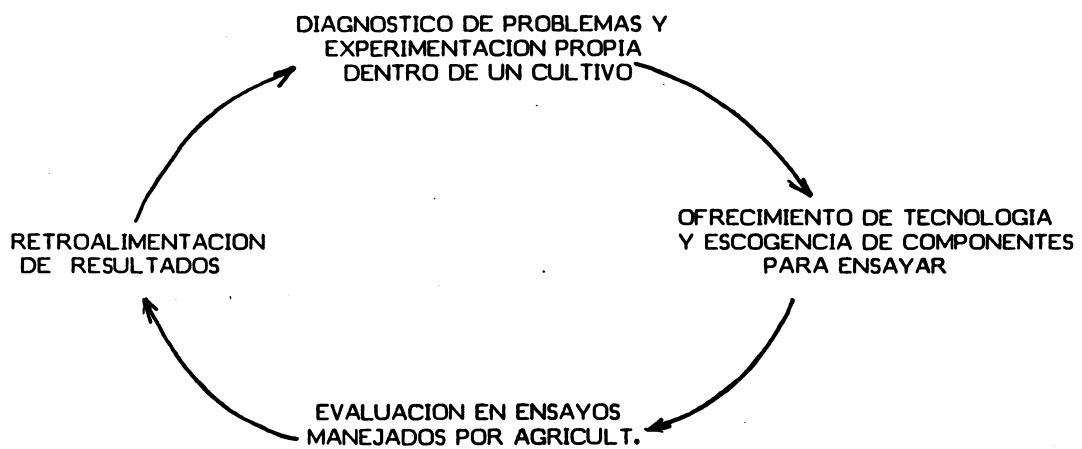 DIAGNOSTICO DE PROBLEMAS Y
EXPERIMENTACION PROPIA
DENTRO DE UN CULTIVO
OFRECIMIENTO DE TECNOLOGIA
Y ESCOGENCIA DE COMPONENTES
PARA ENSAYAR
EVALUACION EN ENSAYOS
MANEJADOS POR AGRICULT.
RETROALIMENTACION
DE RESULTADOS